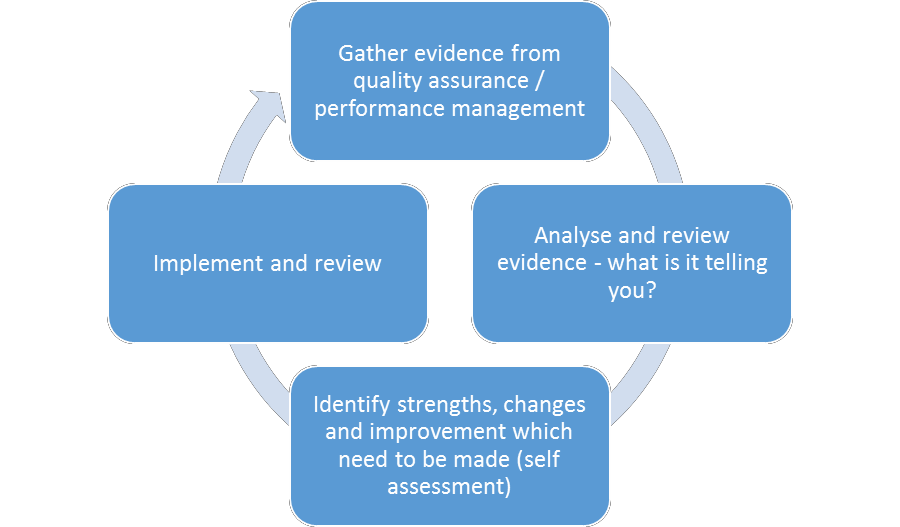 Gather evidence from
quality assurance /
performance management
Analyse and review
evidence - what is it telling
you?
Identify strengths, changes
and improvement which
need to be made (self
assessment)
Implement and review